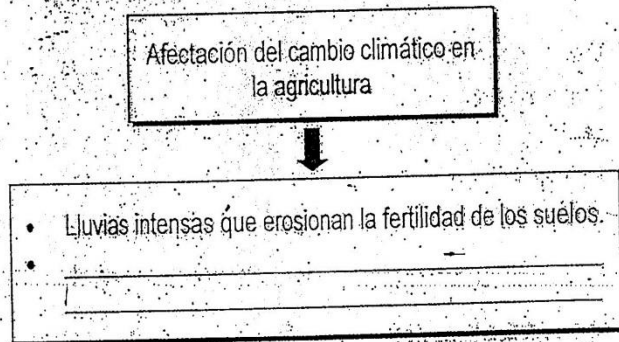 Afectación del cambio climático en
la agricultura
• Lluvias intensas que erosionan la fertilidad de los suelos.
•